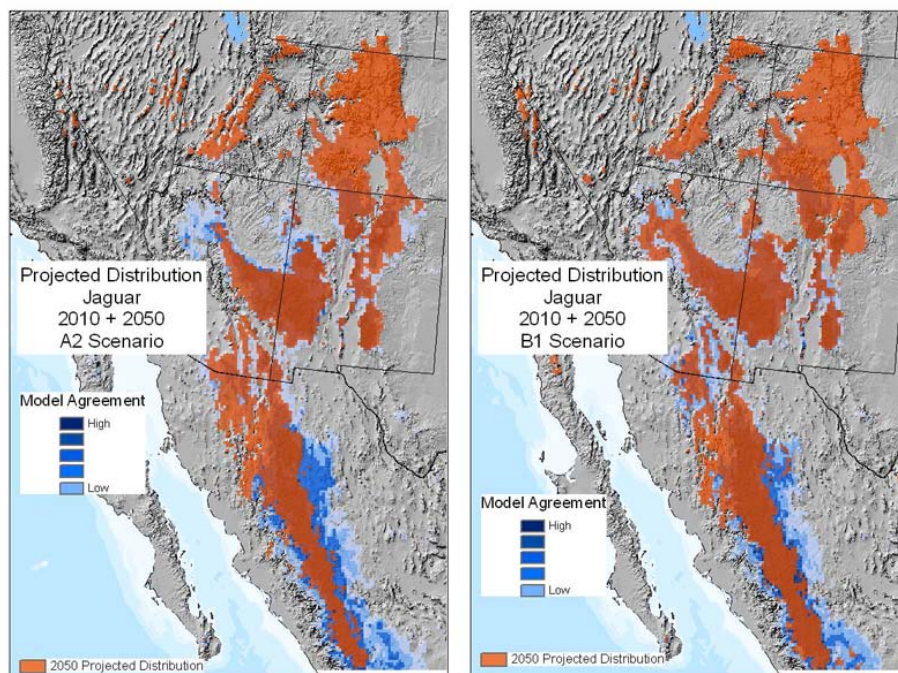 Projected Distribution
Jaguar
2010 + 2050
A2 Scenario
Model Agreement
High
Low
2050 Projected Distribution
Projected Distribution
Jaguar
2010 + 2050
B1 Scenario
Model Agreement
High
Low
2050 Projected Distribution